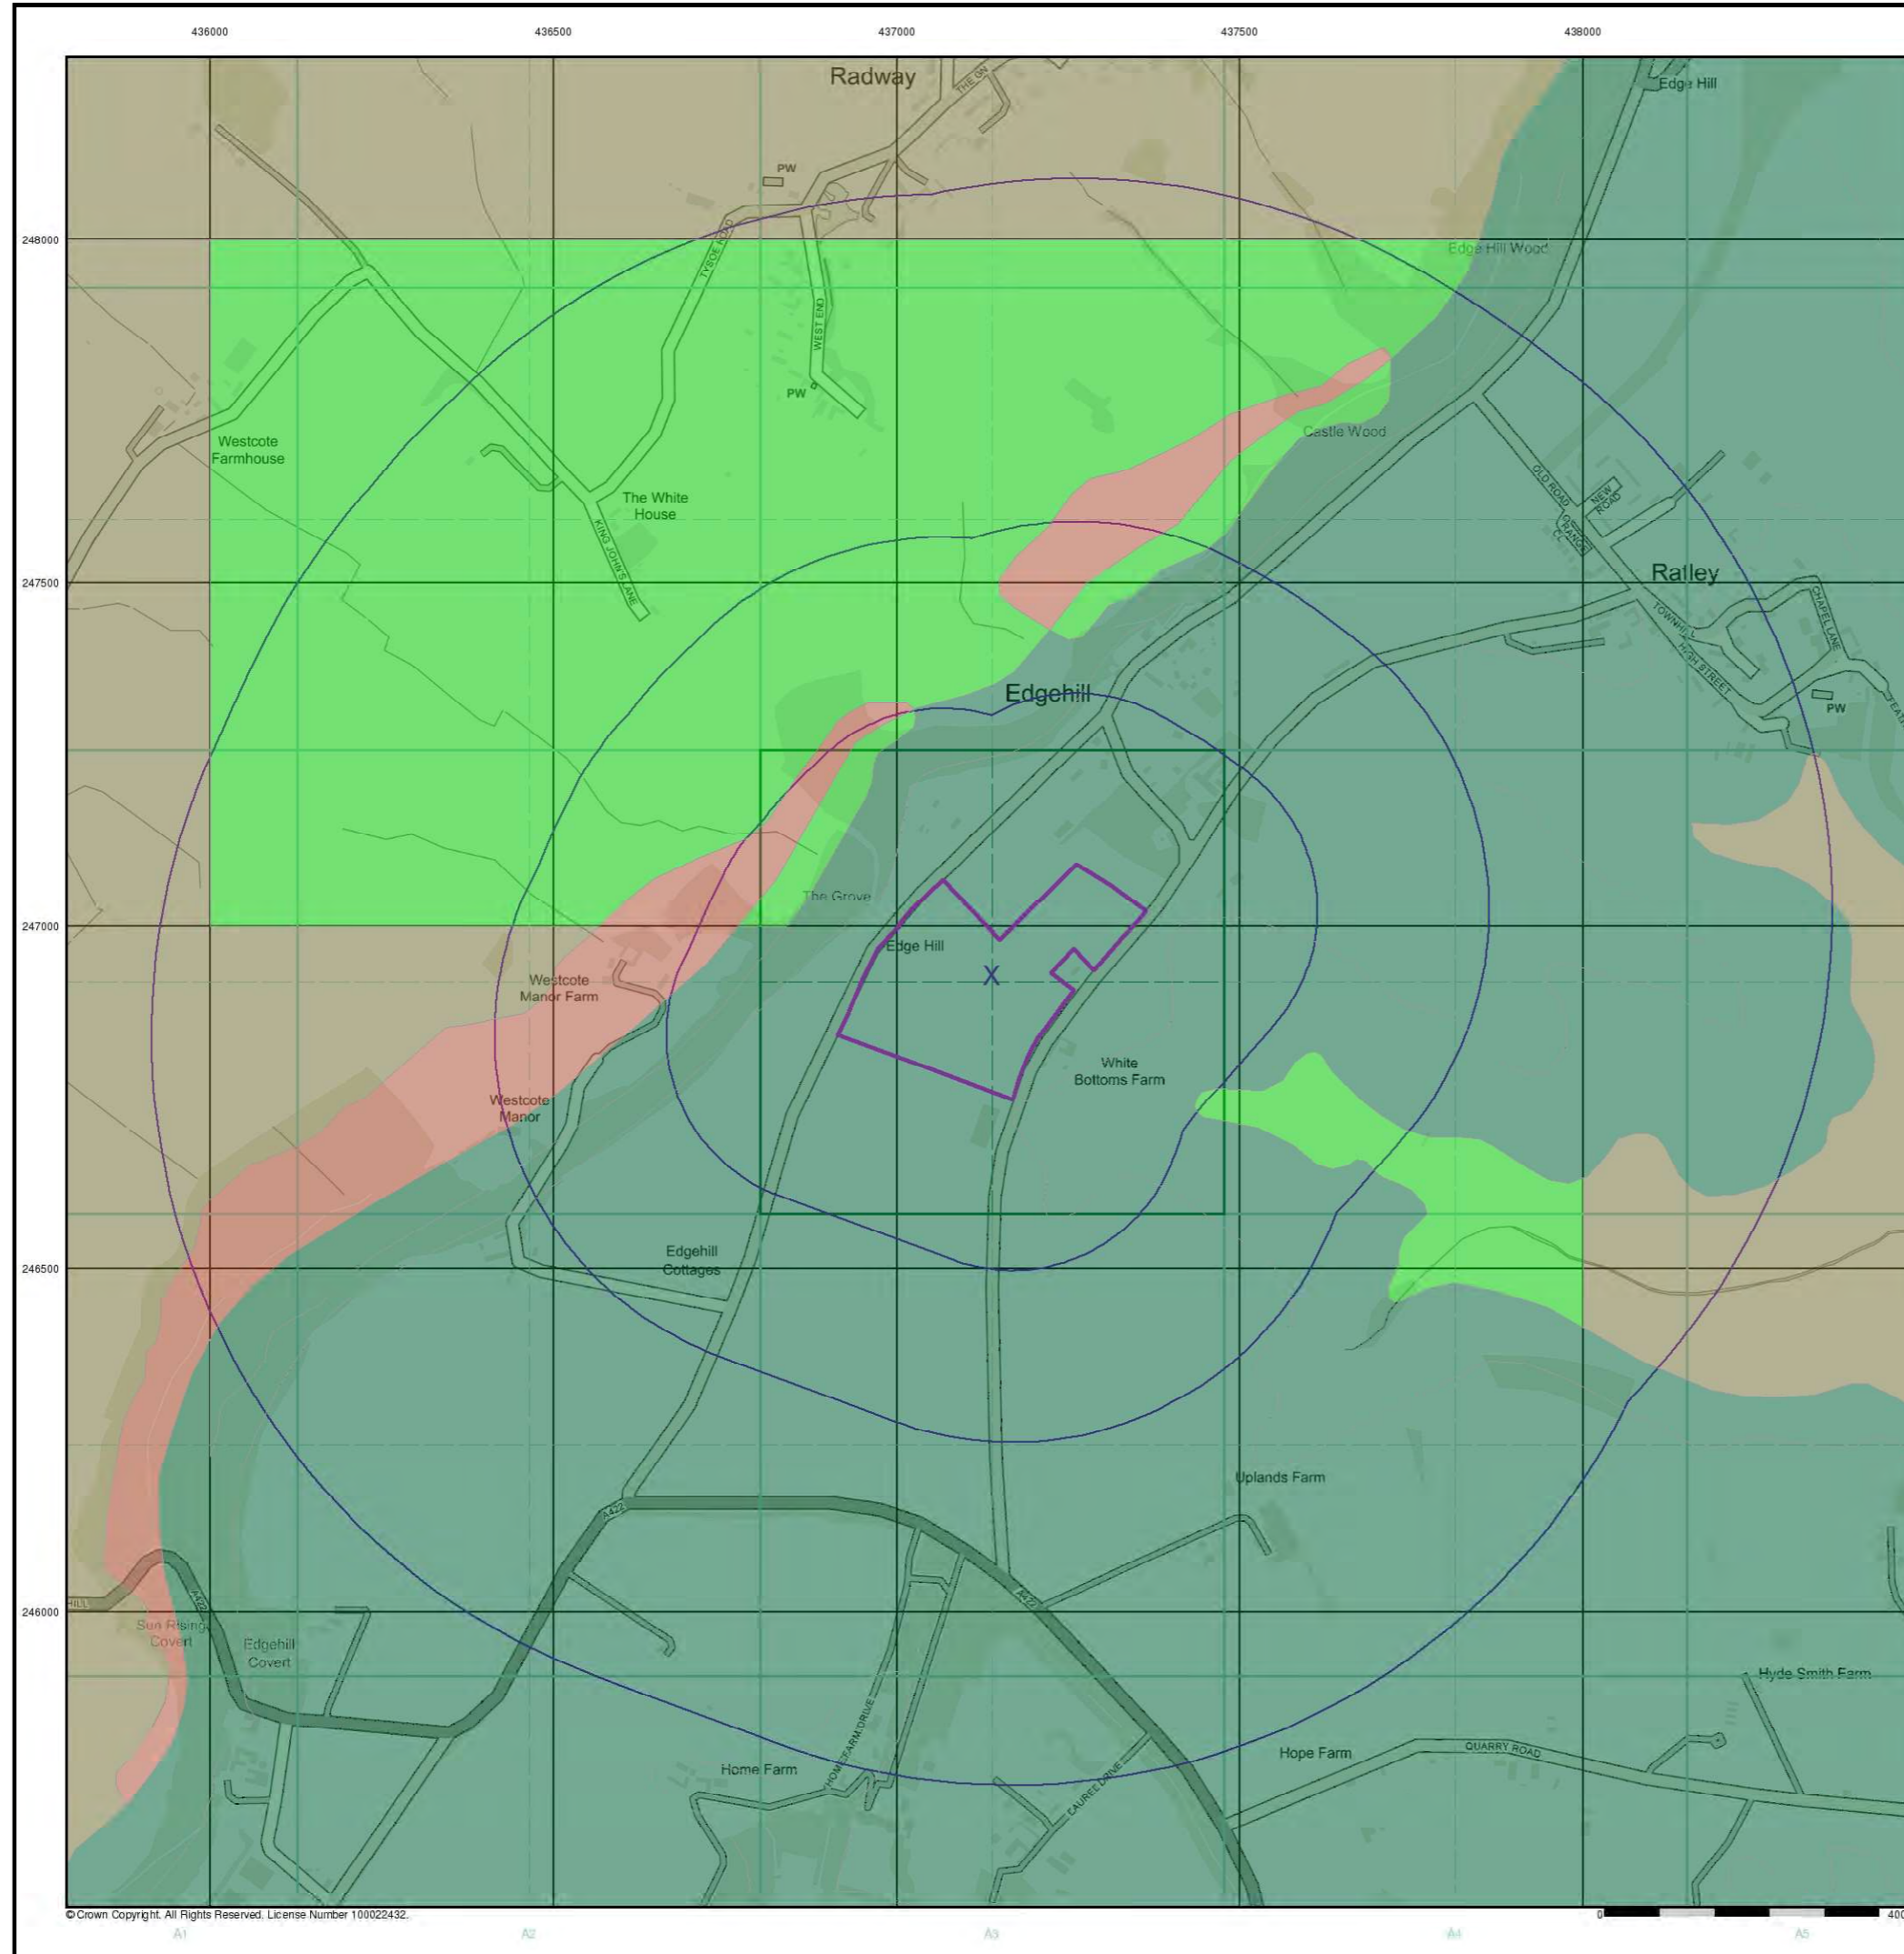 436000
436500
437000
437500
438000
Radway
THE GN
Edge Hill
PW
248000
Edge Hill Wood
TYSOE ROAD
WEST END
PW
Westcote
Farmhouse
Castle Wood
The White
House
OLD ROAD
NEW
ROAD
GRANGE
CL
KING JOHN'S LANE
247500
Ratley
TOWNHILL
CHAPEL LANE
HIGH STREET
Edgehill
PW
The Grove
247000
Edge Hill
X
Westcote
Manor Farm
White
Bottoms Farm
Westcote
Manor
Edgehill
Cottages
246500
Uplands Farm
A422
246000
HILL
A422
A422
Sun Rising
Covert
Edgehill
Covert
Hyde Smith Farm
HOME FARM DRIVE
Hope Farm
QUARRY ROAD
Home Farm
LAUREL DRIVE
© Crown Copyright. All Rights Reserved. License Number 100022432.
0
400
A1
A2
A3
A4
A5